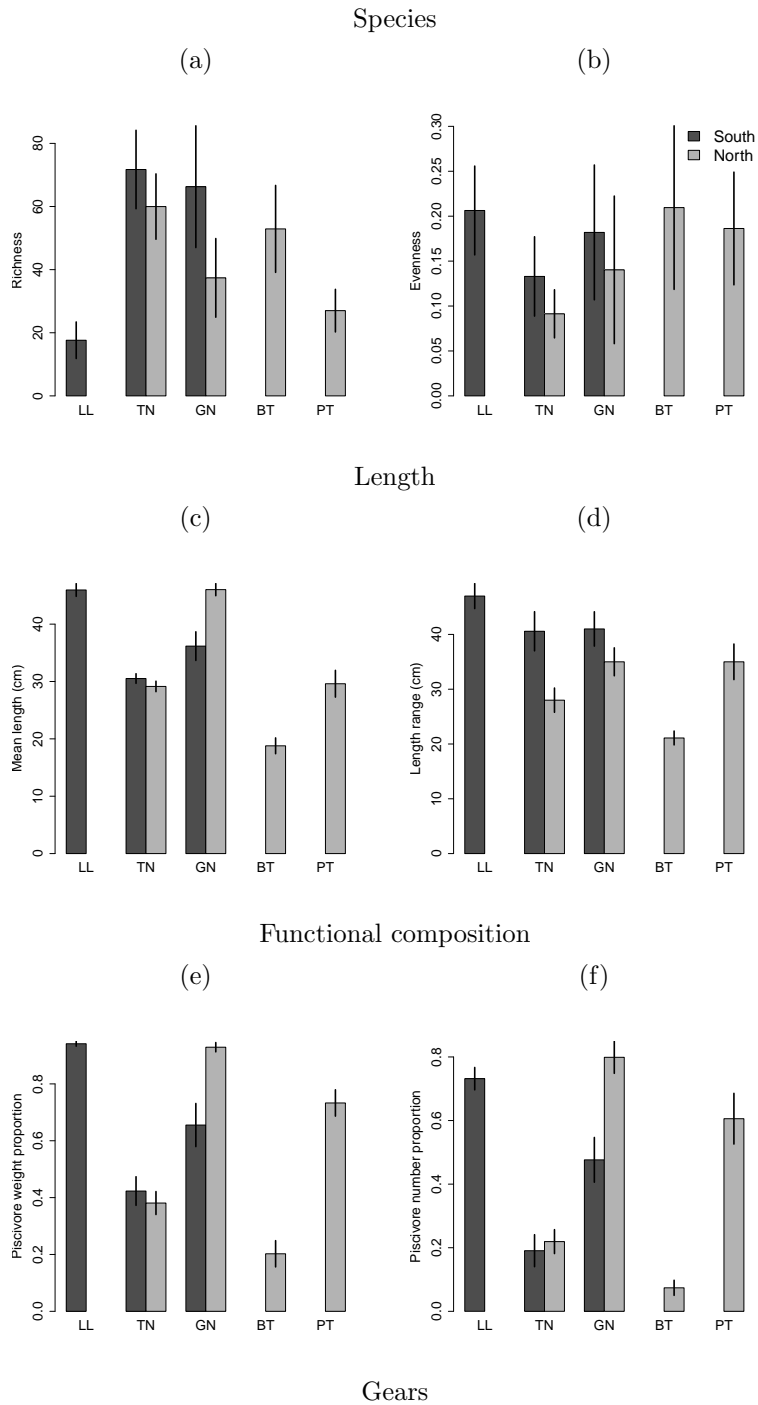 Species
(a)
(b)
Richness
0
20
40
60
80
LL
TN
GN
BT
PT
Evenness
0.00
0.05
0.10
0.15
0.20
0.25
0.30
South
North
LL
TN
GN
BT
PT
Length
(c)
(d)
Mean length (cm)
0
10
20
30
40
LL
TN
GN
BT
PT
Length range (cm)
0
10
20
30
40
LL
TN
GN
BT
PT
Functional composition
(e)
(f)
Piscivore weight proportion
0.0
0.2
0.4
0.6
0.8
LL
TN
GN
BT
PT
Piscivore number proportion
0.0
0.2
0.4
0.6
0.8
LL
TN
GN
BT
PT
Gears